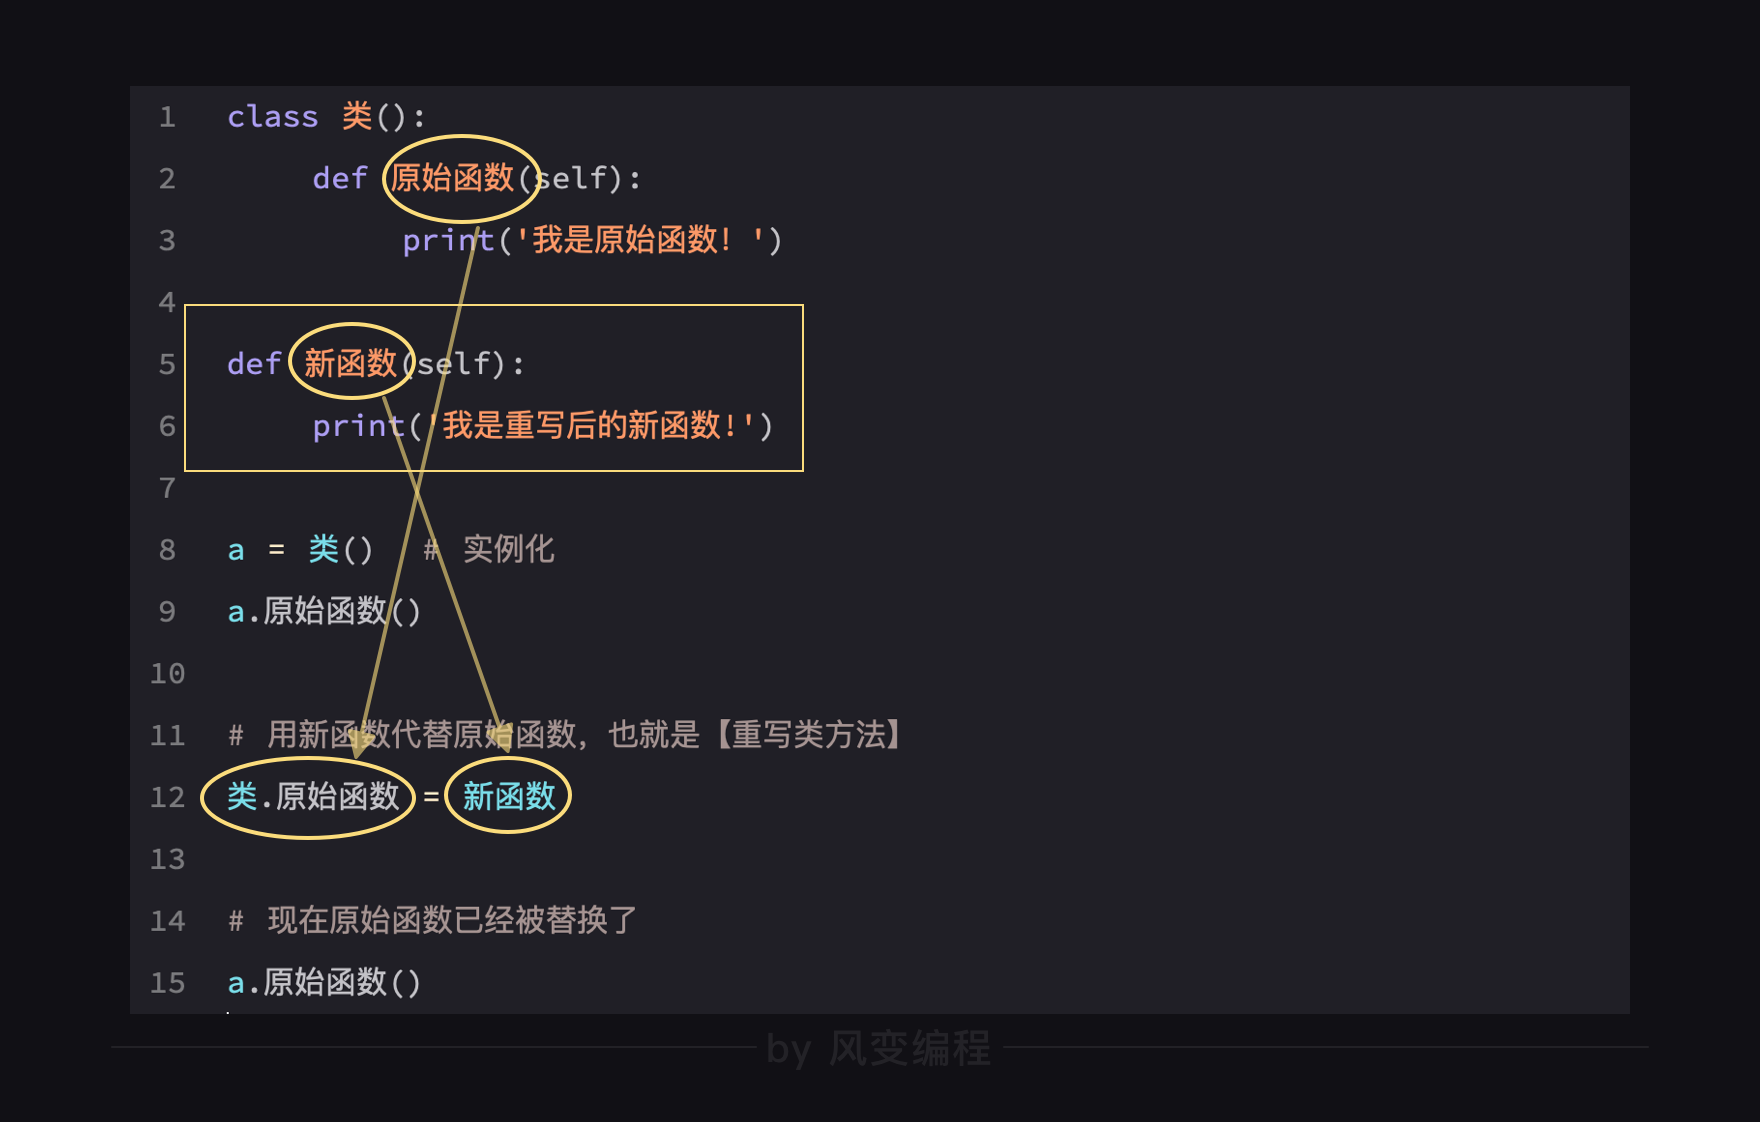 1 class 类():
2 def 原始函数(self):
3 print('我是原始函数！')
4
5 def 新函数(self):
6 print('我是重写后的新函数!')
7
8 a = 类() # 实例化
9 a.原始函数()
10
11 # 用新函数代替原始函数，也就是【重写类方法】
12 类.原始函数 = 新函数
13
14 # 现在原始函数已经被替换了
15 a.原始函数()
by 风变编程